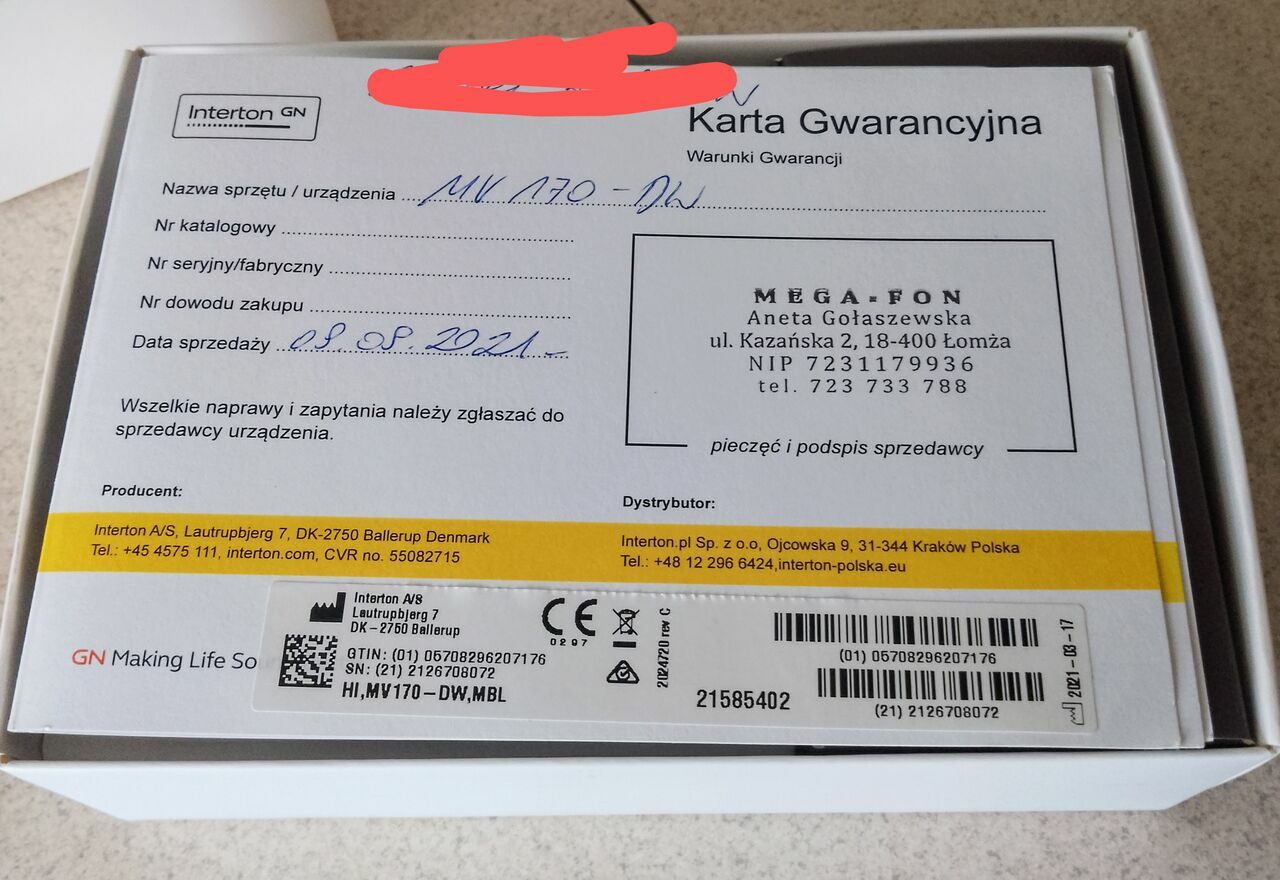 Interton GN
Karta Gwarancyjna
Warunki Gwarancji
Nazwa sprzętu / urządzenia MV 170 - DW
Nr katalogowy
Nr seryjny/fabryczny
Nr dowodu zakupu
Data sprzedaży 09.08.2021
MEGA-FON
Aneta Gołaszewska
ul. Kazańska 2, 18-400 Łomża
NIP 7231179936
tel. 723 733 788
pieczęć i podspis sprzedawcy
Wszelkie naprawy i zapytania należy zgłaszać do
sprzedawcy urządzenia.
Producent:
Interton A/S, Lautrupbjerg 7, DK-2750 Ballerup Denmark
Tel.: +45 4575 111, interton.com, CVR no. 55082715
Dystrybutor:
Interton.pl Sp. z o.o, Ojcowska 9, 31-344 Kraków Polska
Tel.: +48 12 296 6424,interton-polska.eu
GN Making Life So
Interton A/S
Lautrupbjerg 7
DK-2750 Ballerup
GTIN: (01) 05708296207176
SN: (21) 2126708072
HI,MV170-DW,MBL
CE
0297
2024720 rev C
21585402
(01) 05708296207176
(21) 2126708072
2021-03-17